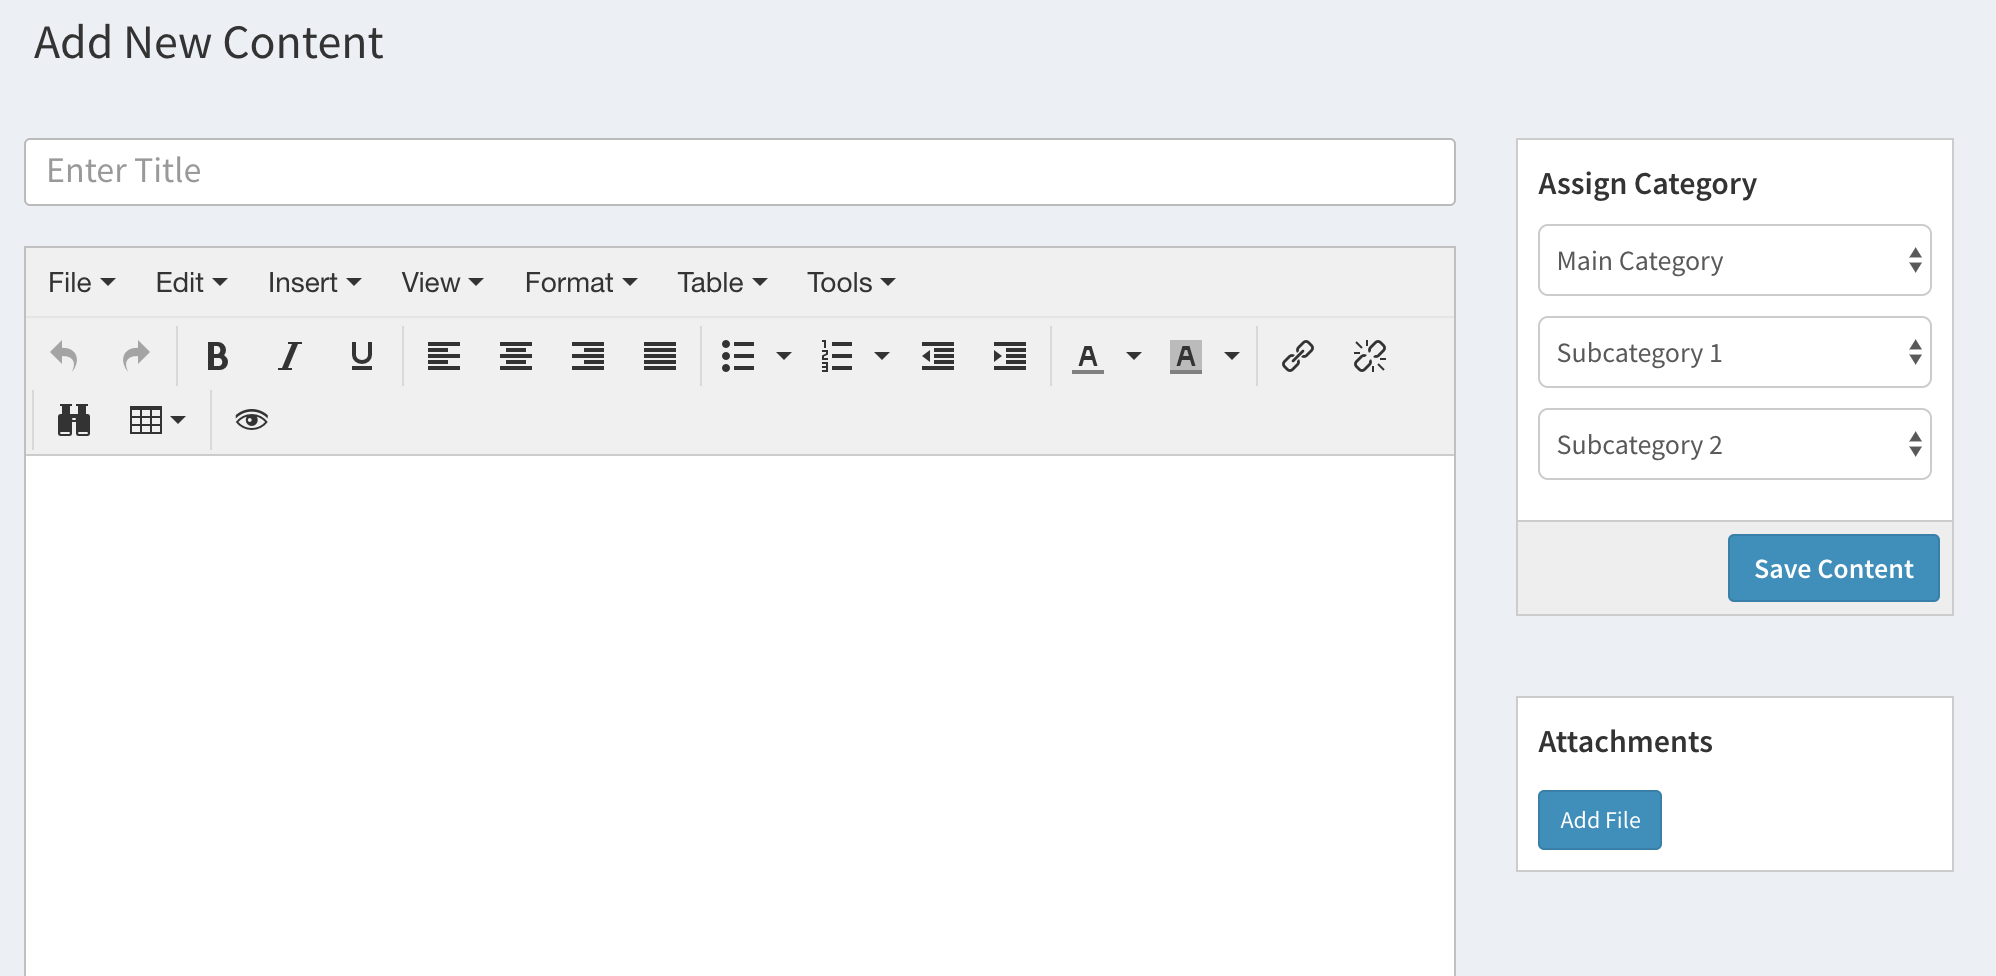 Add New Content
Enter Title
File Edit Insert View Format Table Tools
B I U A A
Assign Category
Main Category
Subcategory 1
Subcategory 2
Save Content
Attachments
Add File